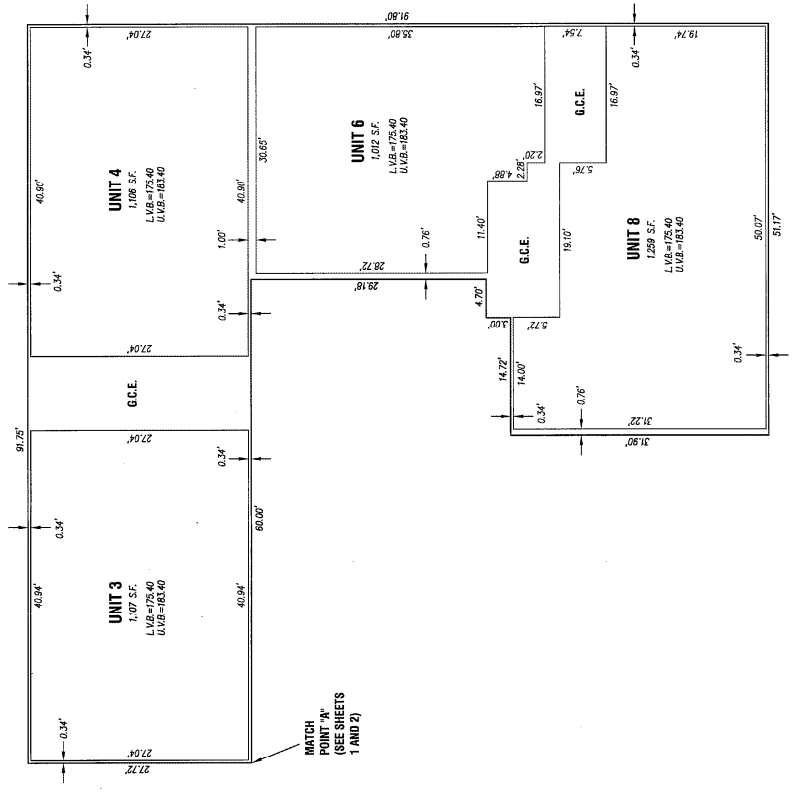 91.80'
0.34'
27.04'
35.80'
7.54'
0.34'
19.74'
40.90'
UNIT 4
1,106 S.F.
L.V.B.=175.40
U.V.B.=183.40
40.90'
1.00'
0.34'
0.34'
27.04'
30.65'
UNIT 6
1,012 S.F.
L.V.B.=175.40
U.V.B.=183.40
28.72'
29.18'
0.76'
11.40'
4.88'
2.28'
2.20'
16.97'
G.C.E.
16.97'
5.76'
G.C.E.
19.10'
4.70'
3.00'
5.72'
UNIT 8
1,259 S.F.
L.V.B.=175.40
U.V.B.=183.40
50.07'
51.17'
14.72'
14.00'
0.34'
0.76'
0.34'
31.22'
31.90'
G.C.E.
91.75'
27.04'
0.34'
0.34'
60.00'
40.94'
UNIT 3
1,107 S.F.
L.V.B.=175.40
U.V.B.=183.40
40.94'
0.34'
27.04'
27.72'
MATCH
POINT "A"
(SEE SHEETS
1 AND 2)